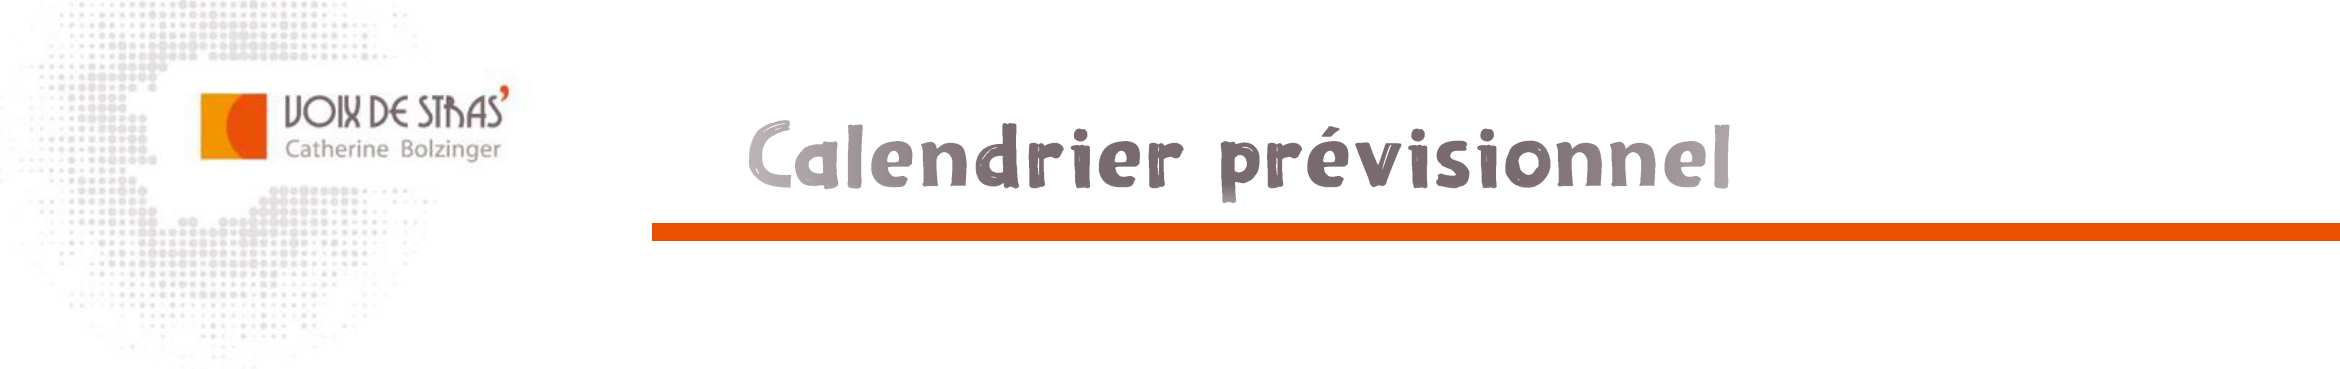 VOIX DE STRAS'
Catherine Bolzinger
Calendrier prévisionnel